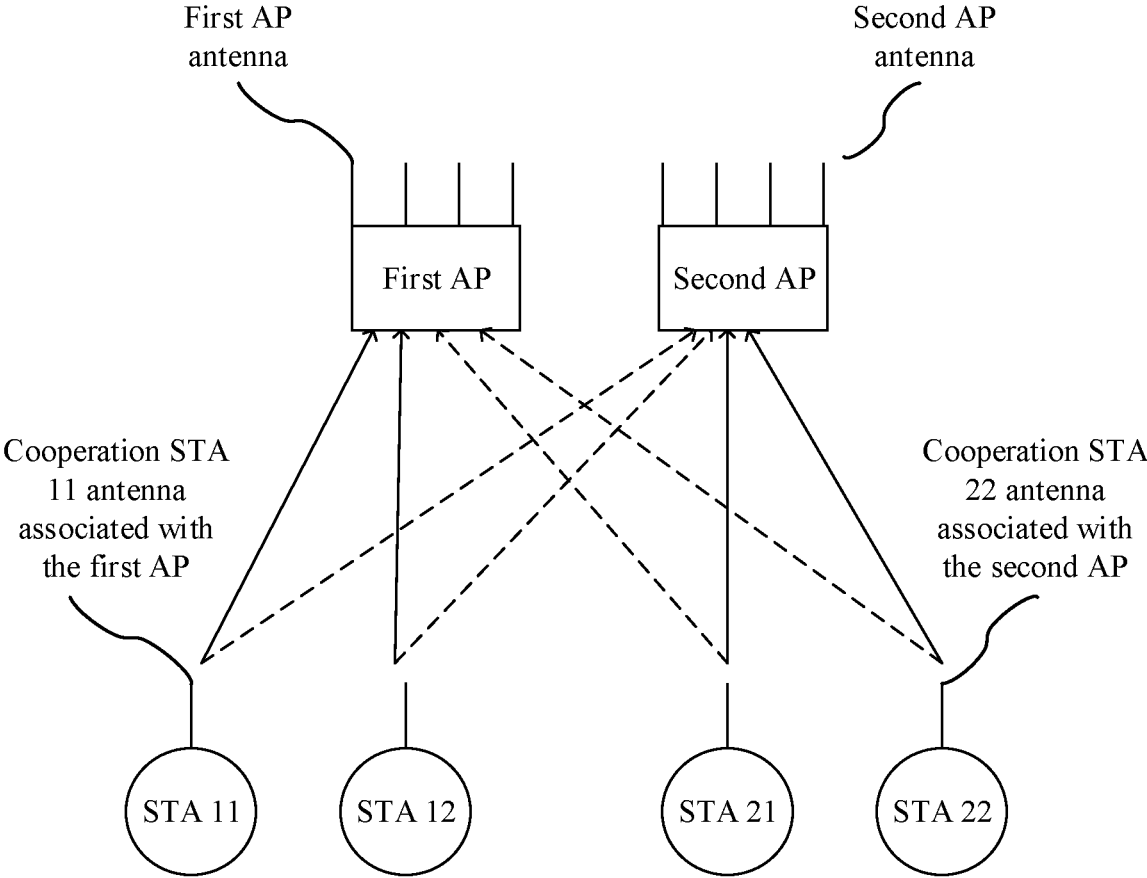 First AP
antenna
Second AP
antenna
First AP
Second AP
Cooperation STA
11 antenna
associated with
the first AP
Cooperation STA
22 antenna
associated with
the second AP
STA 11
STA 12
STA 21
STA 22